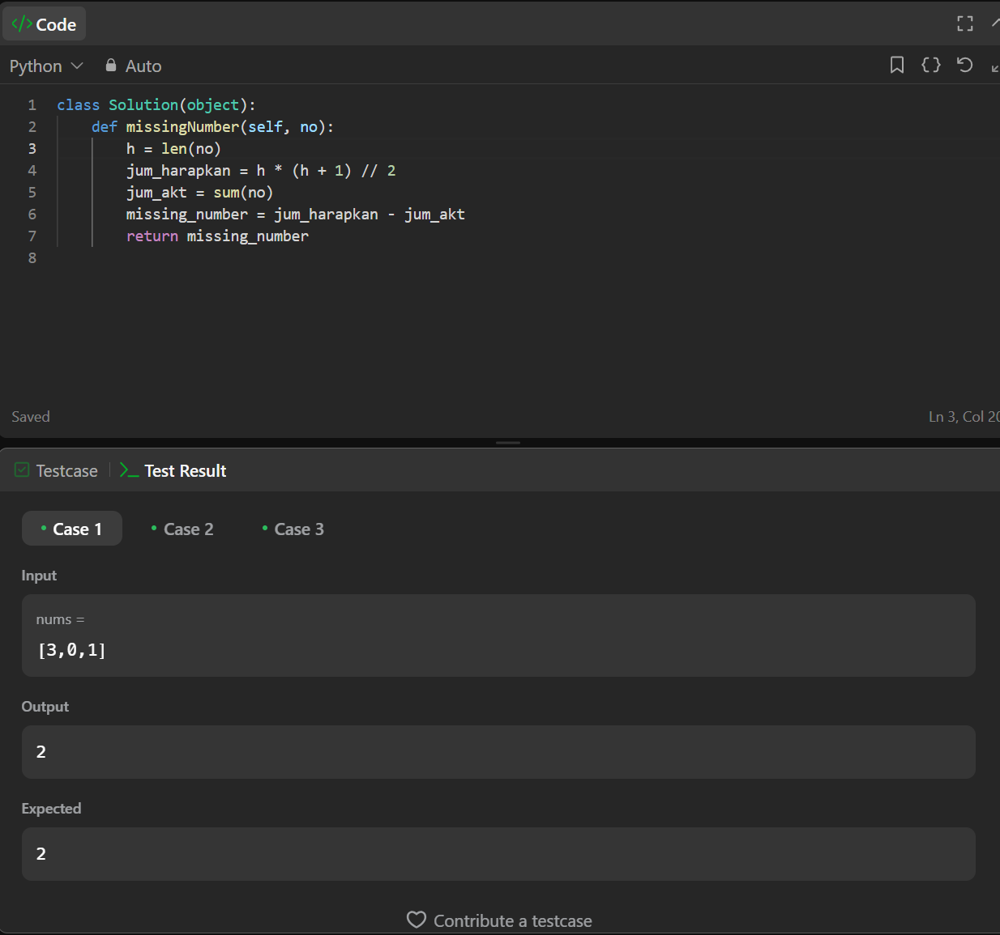 </> Code
Python Auto {}
1 class Solution(object):
2 def missingNumber(self, no):
3 h = len(no)
4 jum_harapkan = h * (h + 1) // 2
5 jum_akt = sum(no)
6 missing_number = jum_harapkan - jum_akt
7 return missing_number
8
Saved Ln 3, Col 20
Testcase >_ Test Result
Case 1 Case 2 Case 3
Input
nums =
[3,0,1]
Output
2
Expected
2
Contribute a testcase